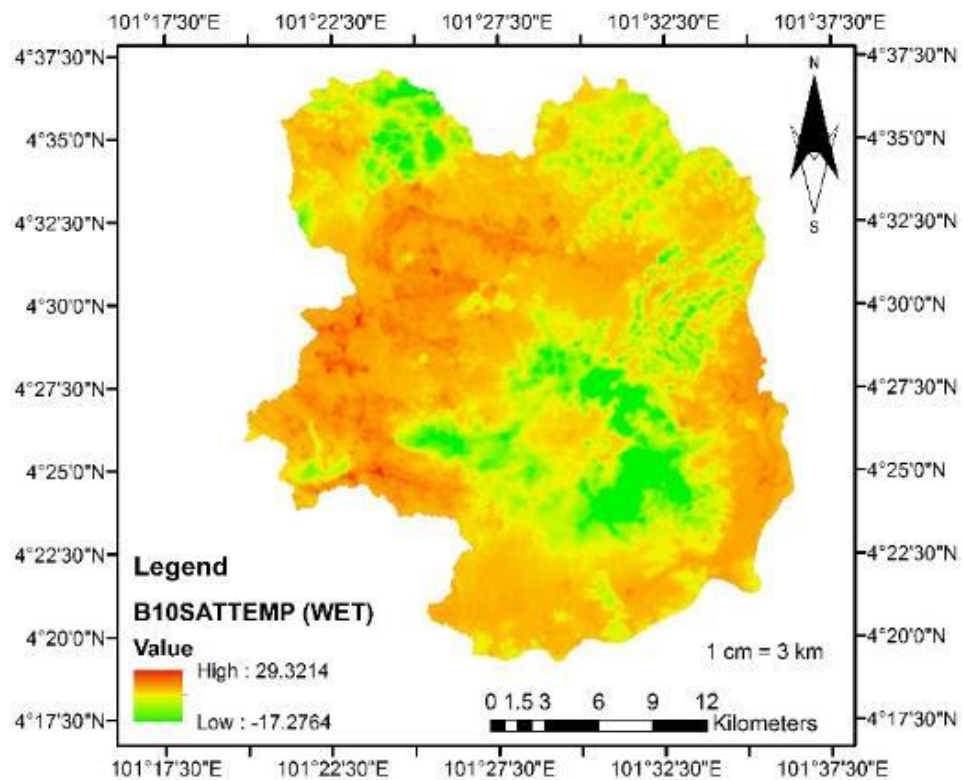 101°17'30"E 101°22'30"E 101°27'30"E 101°32'30"E 101°37'30"E
4°37'30"N 4°37'30"N
N
4°35'0"N 4°35'0"N
4°32'30"N 4°32'30"N
S
4°30'0"N 4°30'0"N
4°27'30"N 4°27'30"N
4°25'0"N 4°25'0"N
4°22'30"N 4°22'30"N
Legend
B10SATTEMP (WET)
4°20'0"N 4°20'0"N
Value
1 cm = 3 km
High : 29.3214
0 1.5 3 6 9 12
Low : -17.2764
Kilometers
4°17'30"N 4°17'30"N
101°17'30"E 101°22'30"E 101°27'30"E 101°32'30"E 101°37'30"E